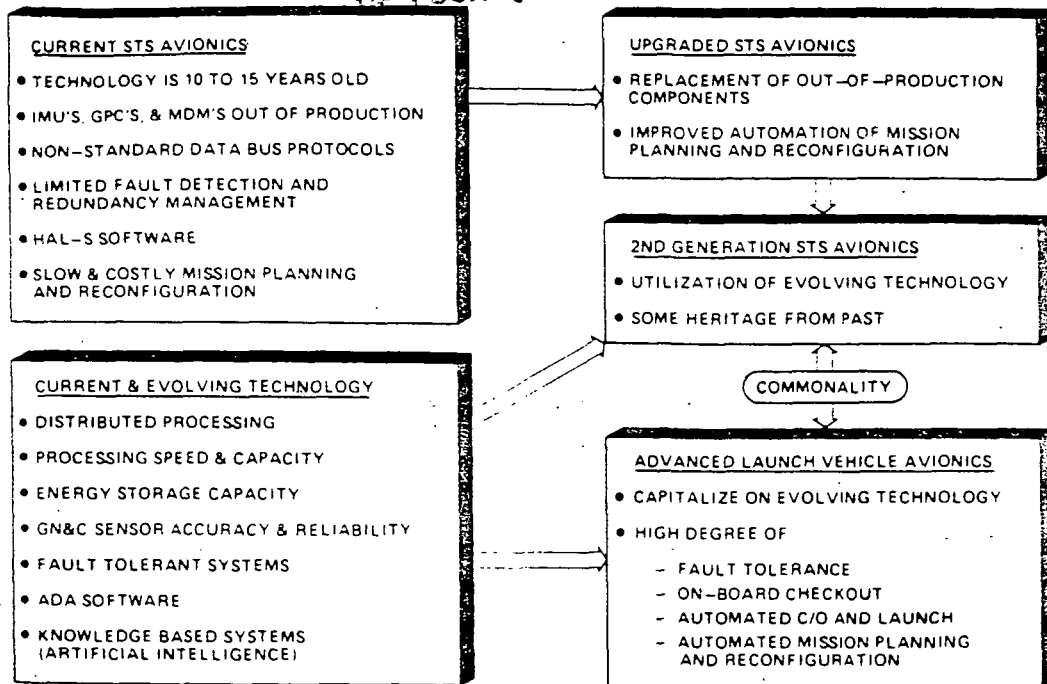 CURRENT STS AVIONICS
• TECHNOLOGY IS 10 TO 15 YEARS OLD
• IMU'S, GPC'S, & MDM'S OUT OF PRODUCTION
• NON-STANDARD DATA BUS PROTOCOLS
• LIMITED FAULT DETECTION AND
REDUNDANCY MANAGEMENT
• HAL-S SOFTWARE
• SLOW & COSTLY MISSION PLANNING
AND RECONFIGURATION
UPGRADED STS AVIONICS
• REPLACEMENT OF OUT-OF-PRODUCTION
COMPONENTS
• IMPROVED AUTOMATION OF MISSION
PLANNING AND RECONFIGURATION
2ND GENERATION STS AVIONICS
• UTILIZATION OF EVOLVING TECHNOLOGY
• SOME HERITAGE FROM PAST
COMMONALITY
CURRENT & EVOLVING TECHNOLOGY
• DISTRIBUTED PROCESSING
• PROCESSING SPEED & CAPACITY
• ENERGY STORAGE CAPACITY
• GN&C SENSOR ACCURACY & RELIABILITY
• FAULT TOLERANT SYSTEMS
• ADA SOFTWARE
• KNOWLEDGE BASED SYSTEMS
(ARTIFICIAL INTELLIGENCE)
ADVANCED LAUNCH VEHICLE AVIONICS
• CAPITALIZE ON EVOLVING TECHNOLOGY
• HIGH DEGREE OF
– FAULT TOLERANCE
– ON-BOARD CHECKOUT
– AUTOMATED C/O AND LAUNCH
– AUTOMATED MISSION PLANNING
AND RECONFIGURATION